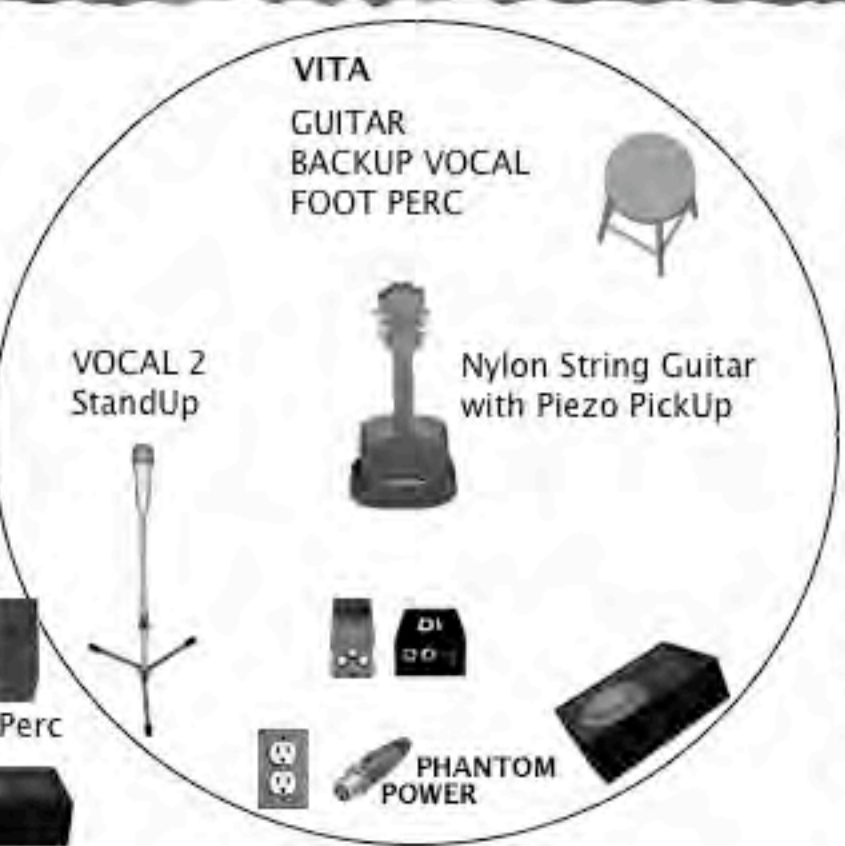 VITA
GUITAR
BACKUP VOCAL
FOOT PERC
VOCAL 2
StandUp
Nylon String Guitar
with Piezo PickUp
DI
Perc
PHANTOM
POWER